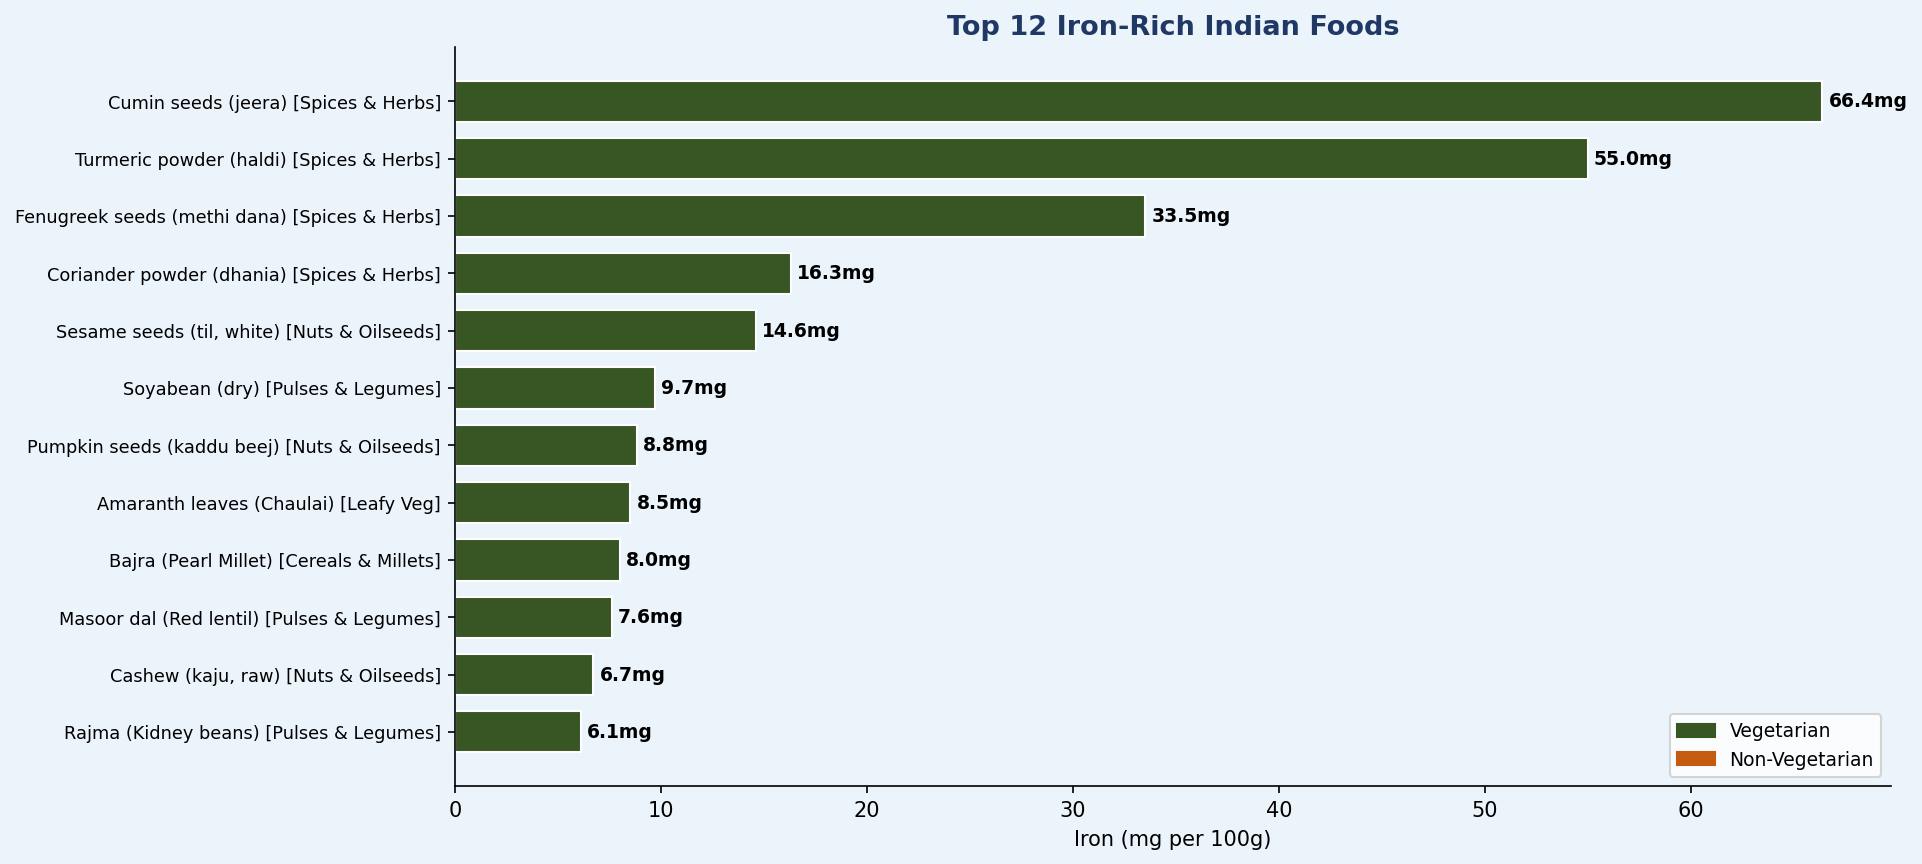 Top 12 Iron-Rich Indian Foods
Cumin seeds (jeera) [Spices & Herbs] 66.4mg
Turmeric powder (haldi) [Spices & Herbs] 55.0mg
Fenugreek seeds (methi dana) [Spices & Herbs] 33.5mg
Coriander powder (dhania) [Spices & Herbs] 16.3mg
Sesame seeds (til, white) [Nuts & Oilseeds] 14.6mg
Soyabean (dry) [Pulses & Legumes] 9.7mg
Pumpkin seeds (kaddu beej) [Nuts & Oilseeds] 8.8mg
Amaranth leaves (Chaulai) [Leafy Veg] 8.5mg
Bajra (Pearl Millet) [Cereals & Millets] 8.0mg
Masoor dal (Red lentil) [Pulses & Legumes] 7.6mg
Cashew (kaju, raw) [Nuts & Oilseeds] 6.7mg
Rajma (Kidney beans) [Pulses & Legumes] 6.1mg
Vegetarian
Non-Vegetarian
0 10 20 30 40 50 60
Iron (mg per 100g)